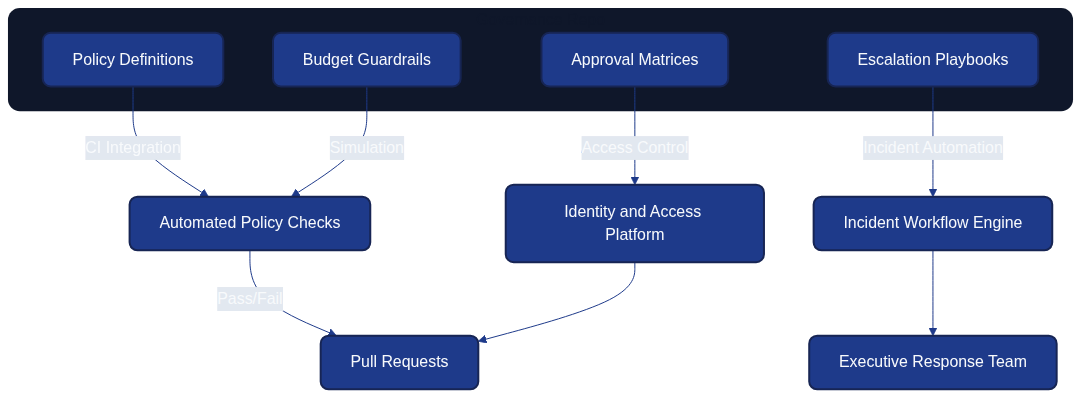 Policy Definitions
Budget Guardrails
Approval Matrices
Escalation Playbooks
CI Integration
Simulation
Access Control
Incident Automation
Automated Policy Checks
Identity and Access
Platform
Incident Workflow Engine
Pass/Fail
Pull Requests
Executive Response Team